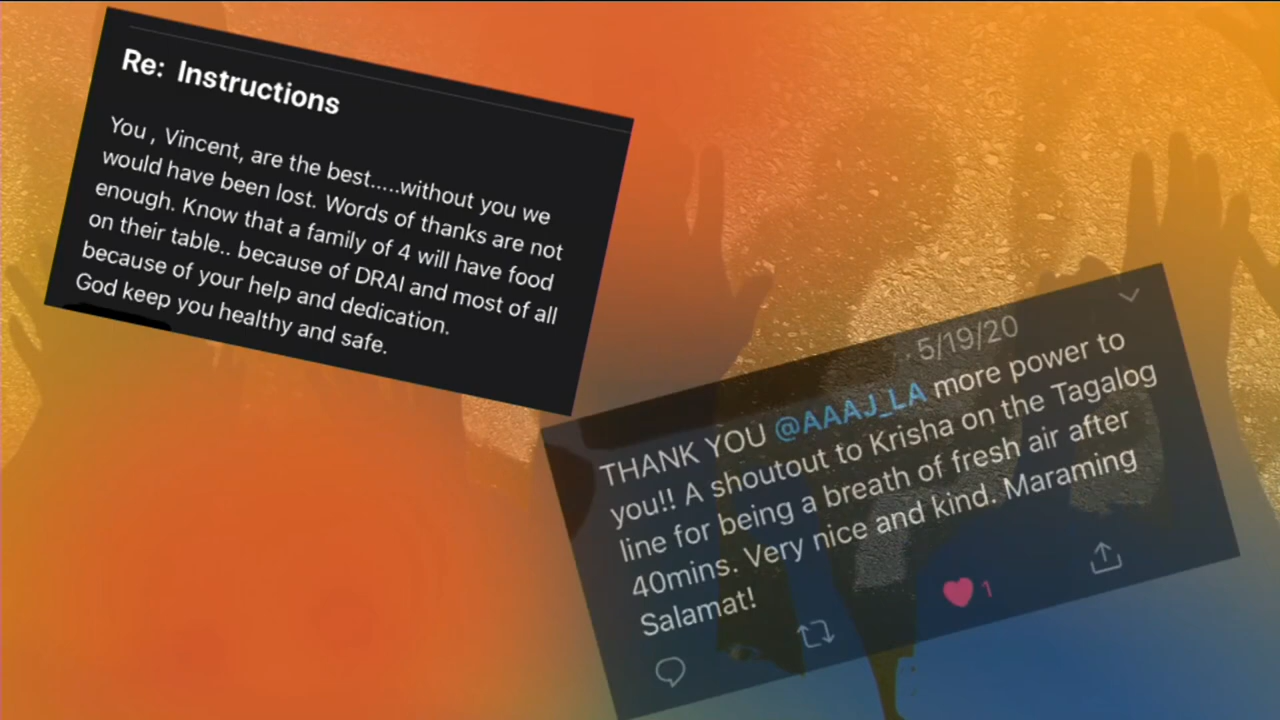 Re: Instructions
You , Vincent, are the best.....without you we
would have been lost. Words of thanks are not
enough. Know that a family of 4 will have food
on their table.. because of DRAI and most of all
because of your help and dedication.
God keep you healthy and safe.
5/19/20
THANK YOU @AAAJ_LA more power to
you!! A shoutout to Krisha on the Tagalog
line for being a breath of fresh air after
40mins. Very nice and kind. Maraming
Salamat!
1